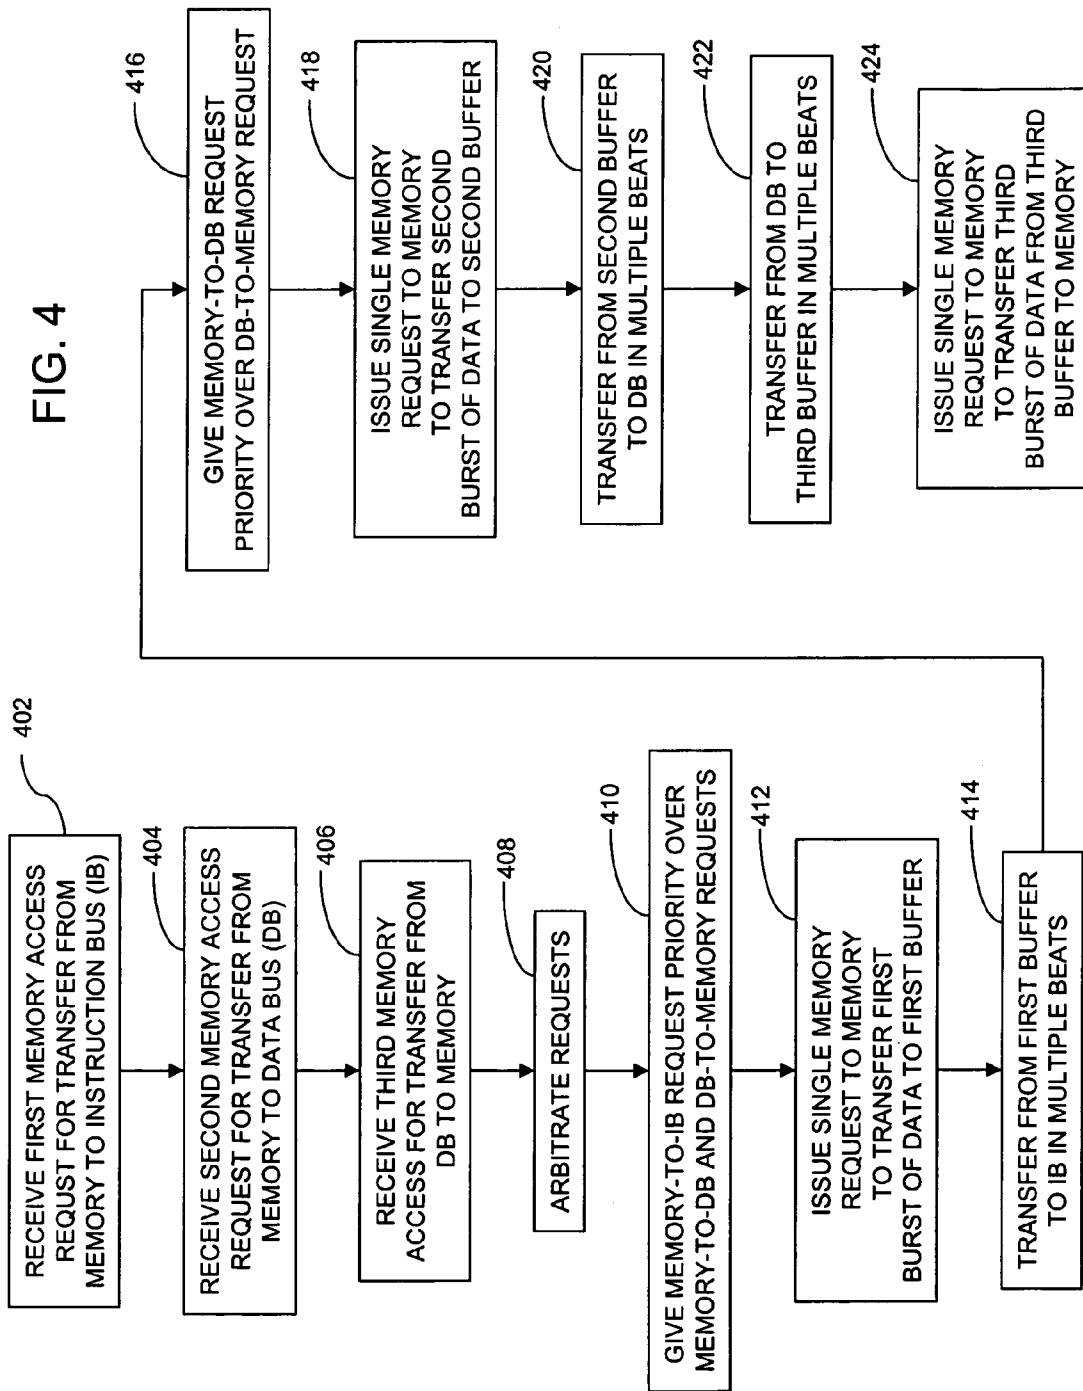 FIG. 4
402
RECEIVE FIRST MEMORY ACCESS
REQUST FOR TRANSFER FROM
MEMORY TO INSTRUCTION BUS (IB)
404
RECEIVE SECOND MEMORY ACCESS
REQUEST FOR TRANSFER FROM
MEMORY TO DATA BUS (DB)
406
RECEIVE THIRD MEMORY
ACCESS FOR TRANSFER FROM
DB TO MEMORY
408
ARBITRATE REQUESTS
410
GIVE MEMORY-TO-IB REQUEST PRIORITY OVER
MEMORY-TO-DB AND DB-TO-MEMORY REQUESTS
412
ISSUE SINGLE MEMORY
REQUEST TO MEMORY
TO TRANSFER FIRST
BURST OF DATA TO FIRST BUFFER
414
TRANSFER FROM FIRST BUFFER
TO IB IN MULTIPLE BEATS
416
GIVE MEMORY-TO-DB REQUEST
PRIORITY OVER DB-TO-MEMORY REQUEST
418
ISSUE SINGLE MEMORY
REQUEST TO MEMORY
TO TRANSFER SECOND
BURST OF DATA TO SECOND BUFFER
420
TRANSFER FROM SECOND BUFFER
TO DB IN MULTIPLE BEATS
422
TRANSFER FROM DB TO
THIRD BUFFER IN MULTIPLE BEATS
424
ISSUE SINGLE MEMORY
REQUEST TO MEMORY
TO TRANSFER THIRD
BURST OF DATA FROM THIRD
BUFFER TO MEMORY